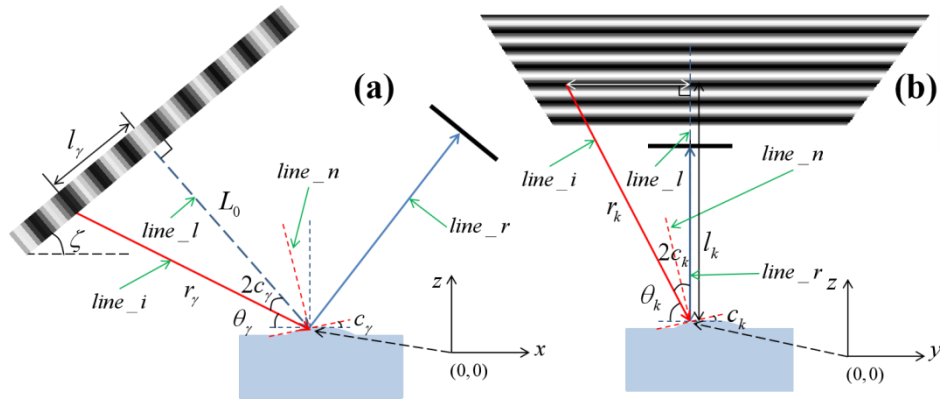 (a)
l_γ
line_n
line_l
L_0
line_r
ζ
line_i
r_γ
2c_γ
θ_γ
c_γ
z
x
(0,0)
(b)
line_n
line_i
line_l
r_k
l_k
2c_k
line_r
θ_k
c_k
z
y
(0,0)